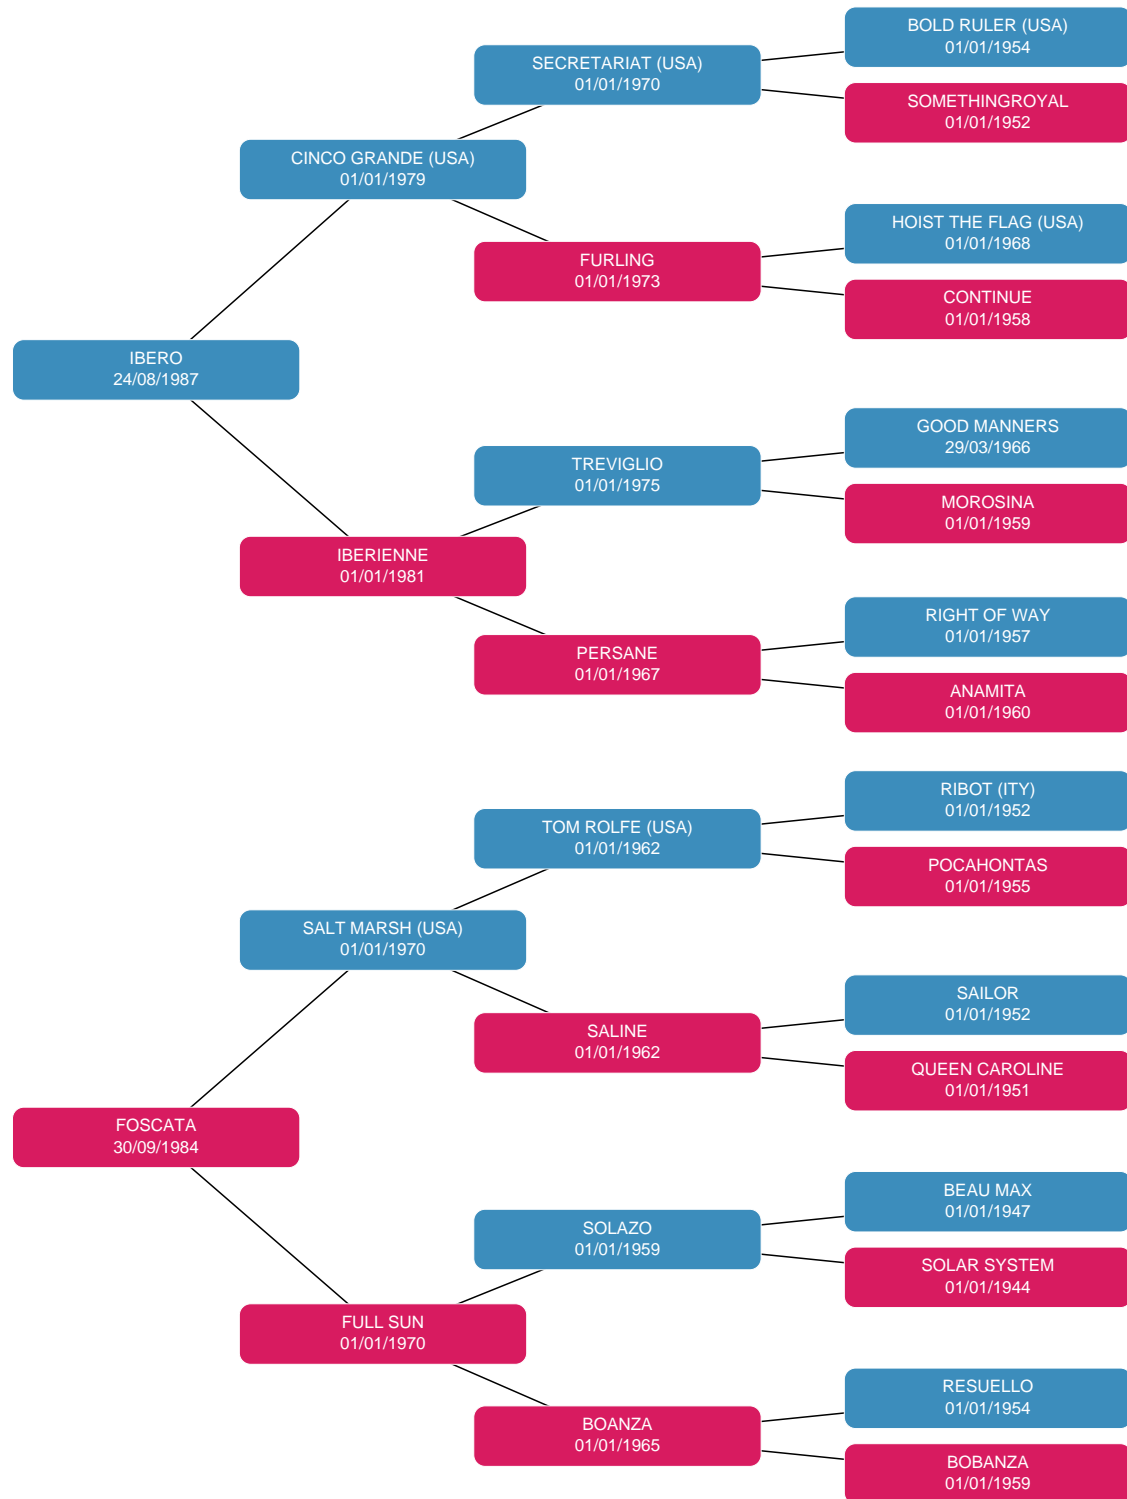 BOLD RULER (USA)
01/01/1954
SECRETARIAT (USA)
01/01/1970
SOMETHINGROYAL
01/01/1952
CINCO GRANDE (USA)
01/01/1979
HOIST THE FLAG (USA)
01/01/1968
FURLING
01/01/1973
CONTINUE
01/01/1958
IBERO
24/08/1987
GOOD MANNERS
29/03/1966
TREVIGLIO
01/01/1975
MOROSINA
01/01/1959
IBERIENNE
01/01/1981
RIGHT OF WAY
01/01/1957
PERSANE
01/01/1967
ANAMITA
01/01/1960
RIBOT (ITY)
01/01/1952
TOM ROLFE (USA)
01/01/1962
POCAHONTAS
01/01/1955
SALT MARSH (USA)
01/01/1970
SAILOR
01/01/1952
SALINE
01/01/1962
QUEEN CAROLINE
01/01/1951
FOSCATA
30/09/1984
BEAU MAX
01/01/1947
SOLAZO
01/01/1959
SOLAR SYSTEM
01/01/1944
FULL SUN
01/01/1970
RESUELLO
01/01/1954
BOANZA
01/01/1965
BOBANZA
01/01/1959